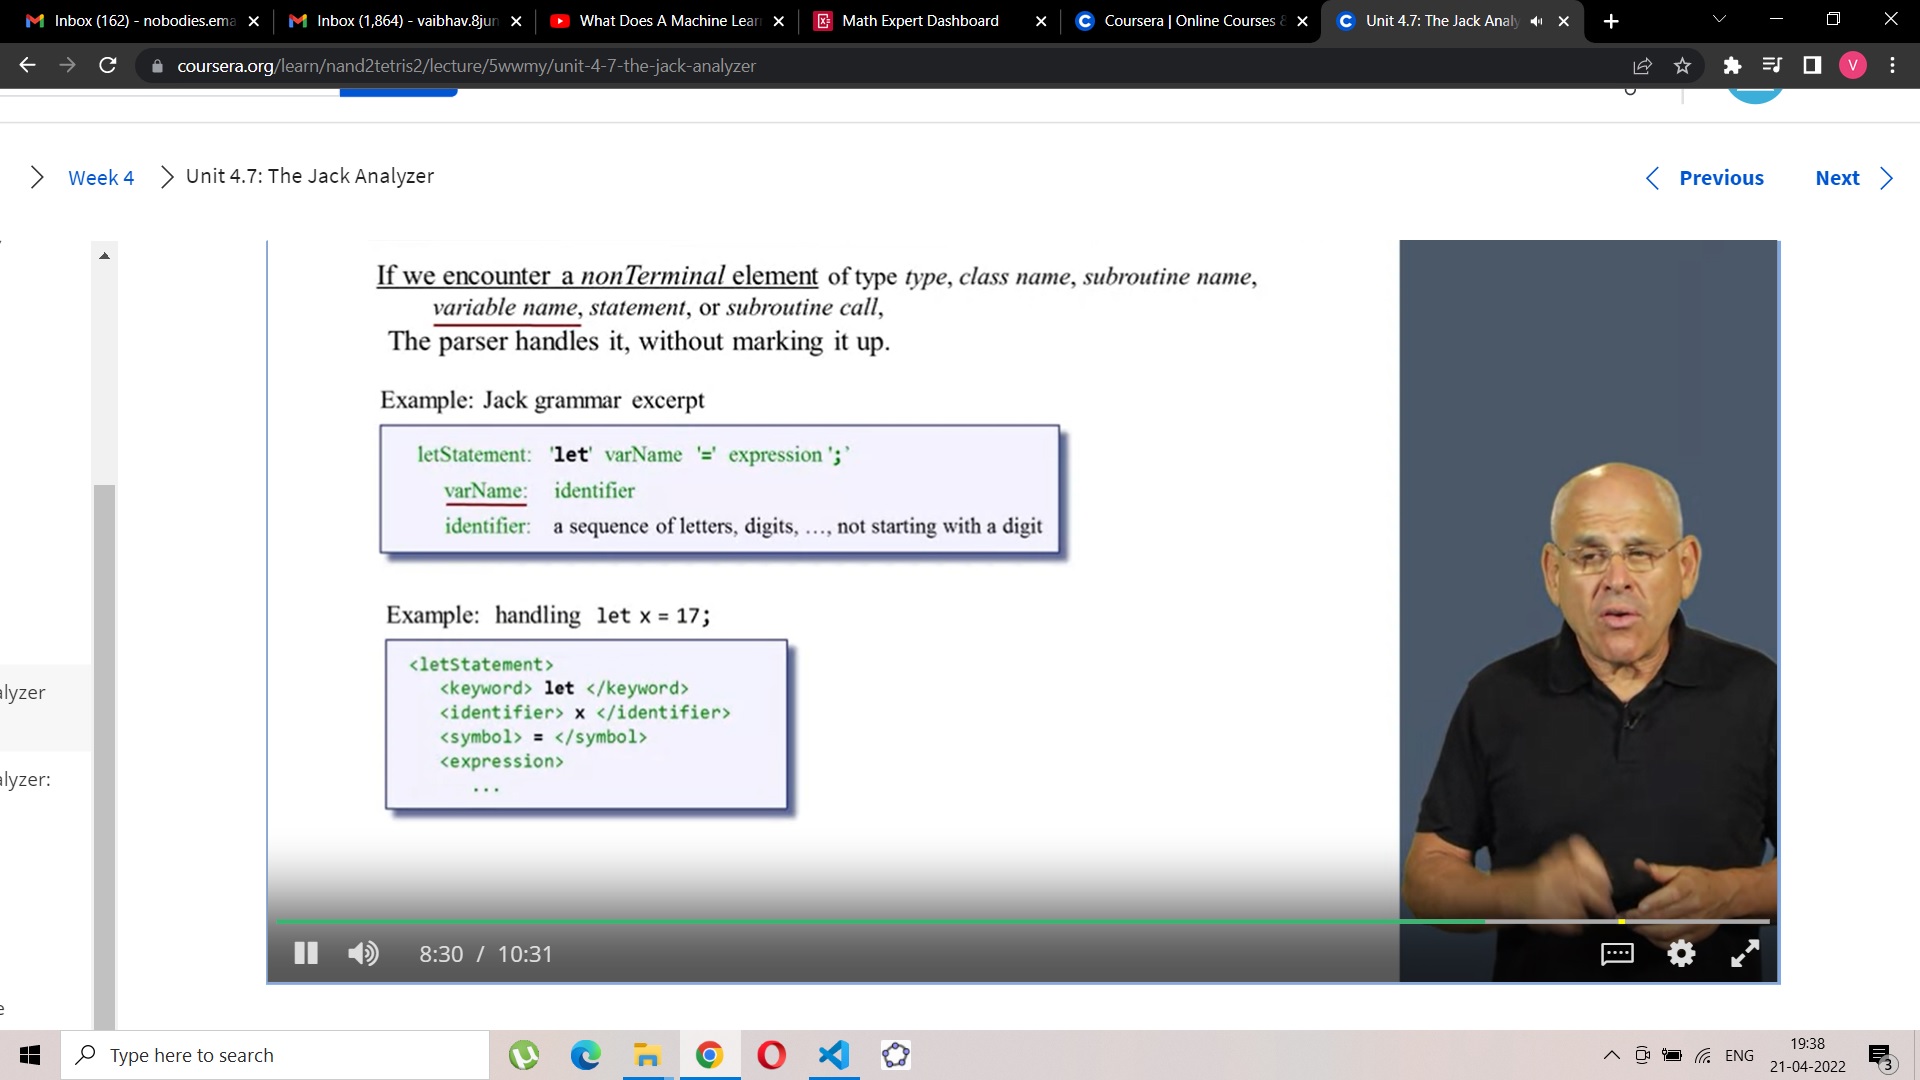 Inbox (162) - nobodies.ema
Inbox (1,864) - vaibhav.8jun
What Does A Machine Lear
Math Expert Dashboard
Coursera | Online Courses &
Unit 4.7: The Jack Analy
coursera.org/learn/nand2tetris2/lecture/5wwmy/unit-4-7-the-jack-analyzer
V
Week 4
Unit 4.7: The Jack Analyzer
Previous
Next
If we encounter a nonTerminal element of type type, class name, subroutine name,
variable name, statement, or subroutine call,
The parser handles it, without marking it up.
Example: Jack grammar excerpt
letStatement: 'let' varName '=' expression ';'
varName: identifier
identifier: a sequence of letters, digits, …, not starting with a digit
Example: handling let x = 17;
<letStatement>
<keyword> let </keyword>
<identifier> x </identifier>
<symbol> = </symbol>
<expression>
...
alyzer
alyzer:
e
8:30 / 10:31
Type here to search
ENG
19:38
21-04-2022
3